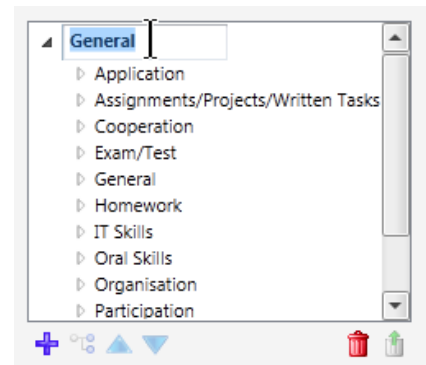 General
Application
Assignments/Projects/Written Tasks
Cooperation
Exam/Test
General
Homework
IT Skills
Oral Skills
Organisation
Participation